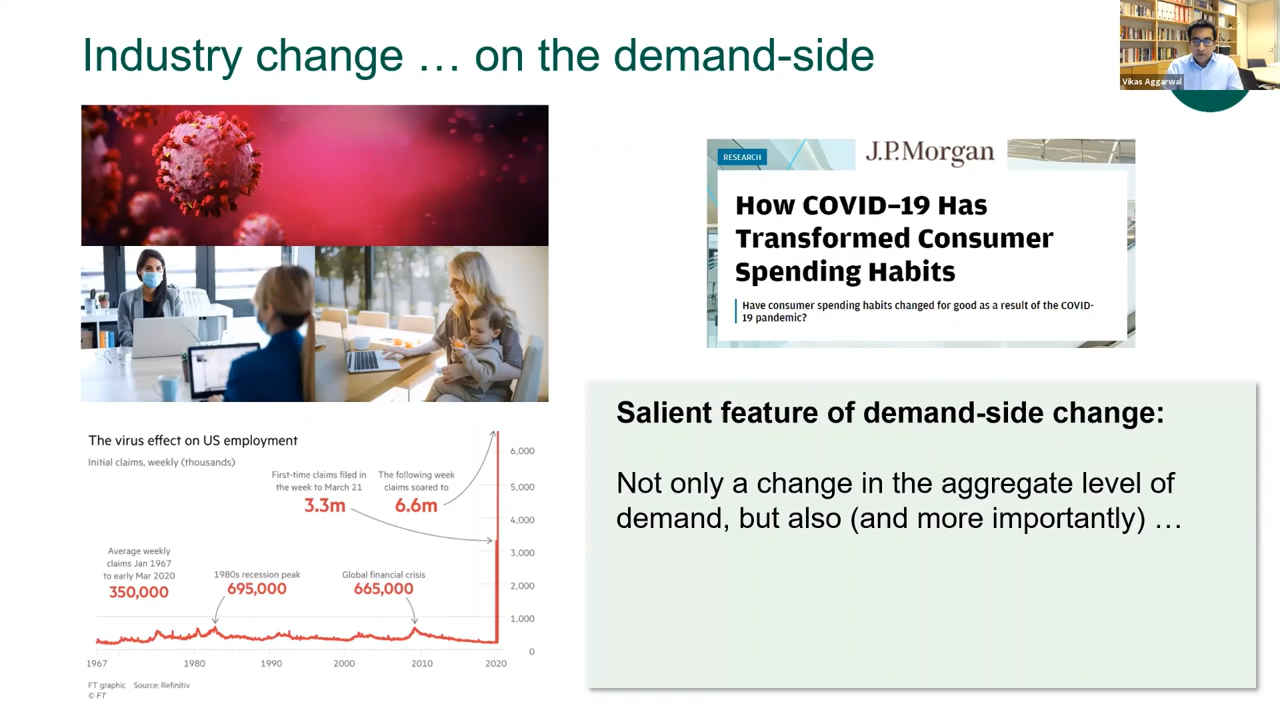 Industry change … on the demand-side
Vikas Aggarwal
RESEARCH
J.P.Morgan
How COVID–19 Has
Transformed Consumer
Spending Habits
Have consumer spending habits changed for good as a result of the COVID-
19 pandemic?
The virus effect on US employment
Initial claims, weekly (thousands)
First-time claims filed in
the week to March 21
3.3m
The following week
claims soared to
6.6m
Average weekly
claims Jan 1967
to early Mar 2020
350,000
1980s recession peak
695,000
Global financial crisis
665,000
6,000
5,000
4,000
3,000
2,000
1,000
0
1967
1980
1990
2000
2010
2020
FT graphic Source: Refinitiv
© FT
Salient feature of demand-side change:
Not only a change in the aggregate level of
demand, but also (and more importantly) …